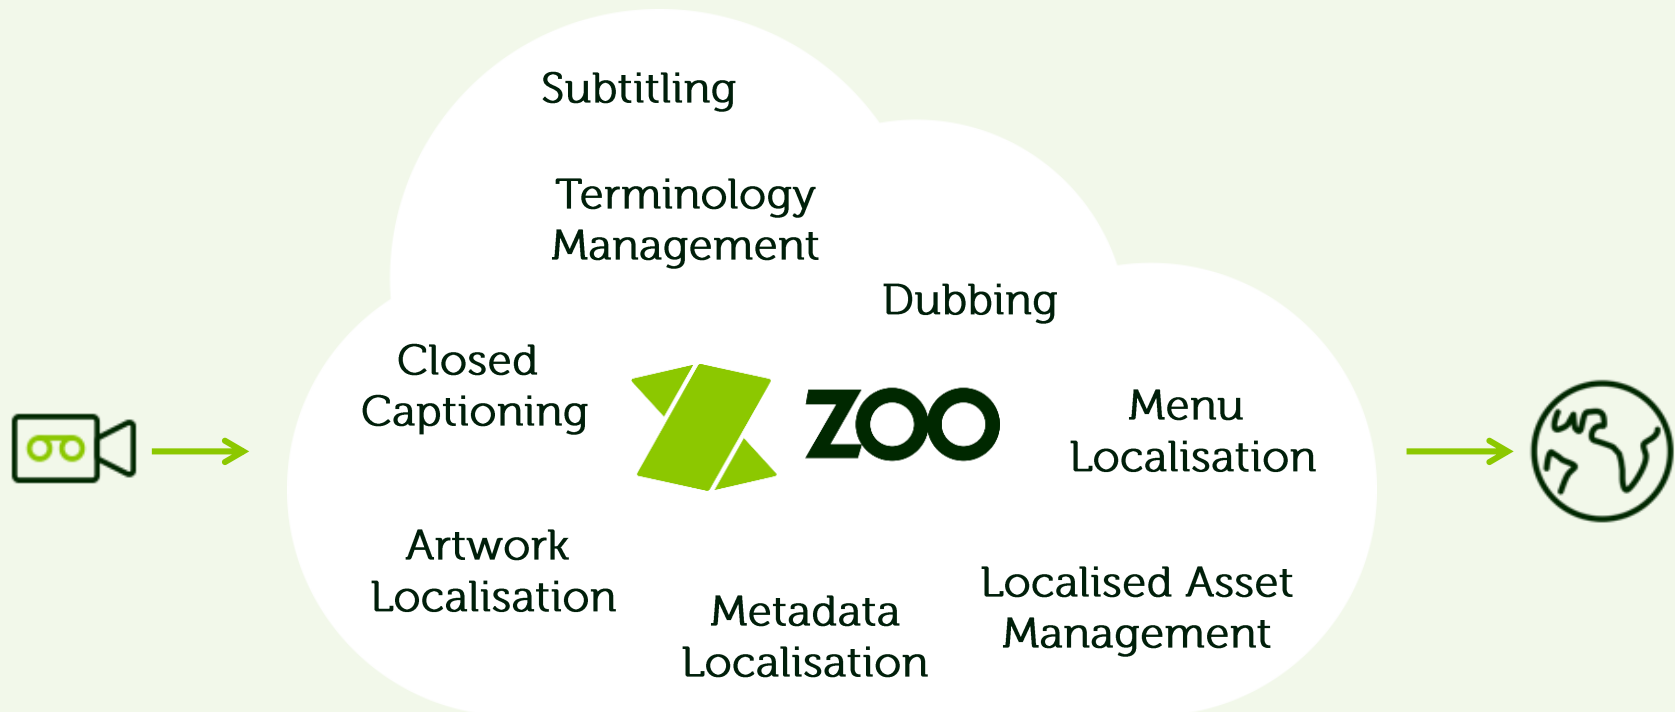 Subtitling
Terminology
Management
Dubbing
Closed
Captioning
ZOO
Menu
Localisation
Artwork
Localisation
Metadata
Localisation
Localised Asset
Management